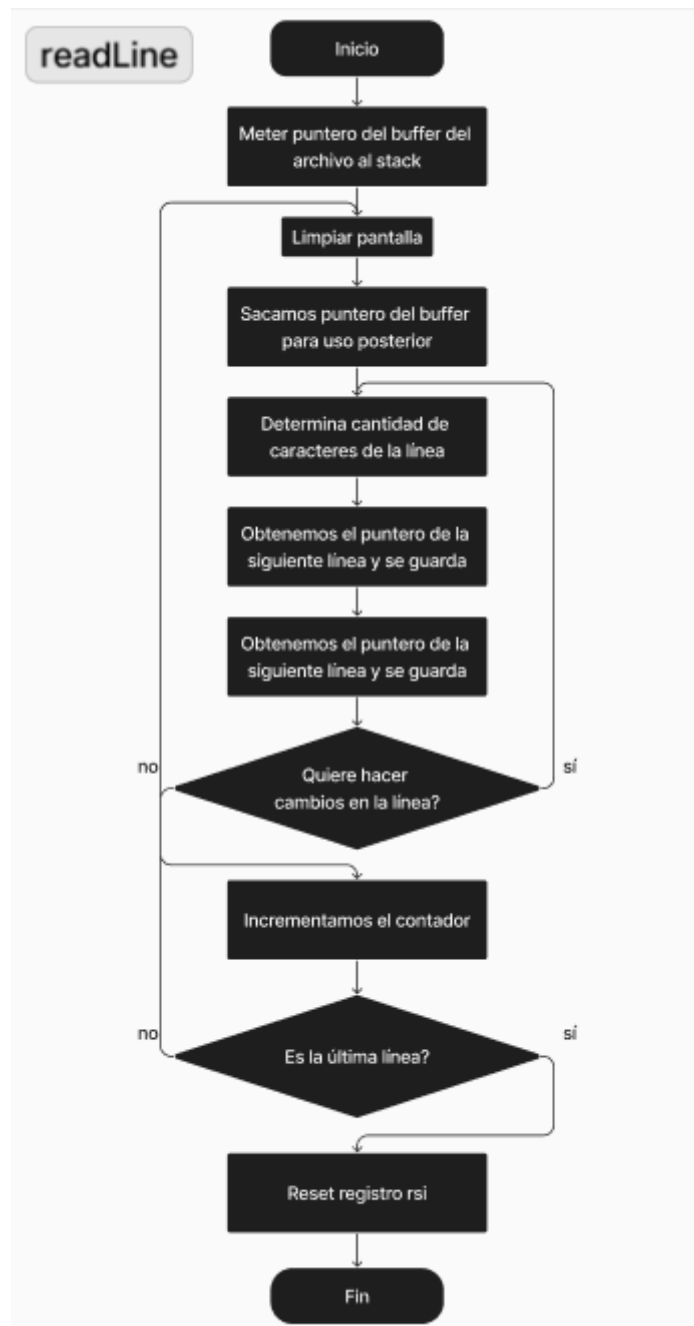 readLine
Inicio
Meter puntero del buffer del
archivo al stack
Limpiar pantalla
Sacamos puntero del buffer
para uso posterior
Determina cantidad de
caracteres de la línea
Obtenemos el puntero de la
siguiente línea y se guarda
Obtenemos el puntero de la
siguiente línea y se guarda
no
Quiere hacer
cambios en la línea?
sí
Incrementamos el contador
no
Es la última línea?
sí
Reset registro rsi
Fin